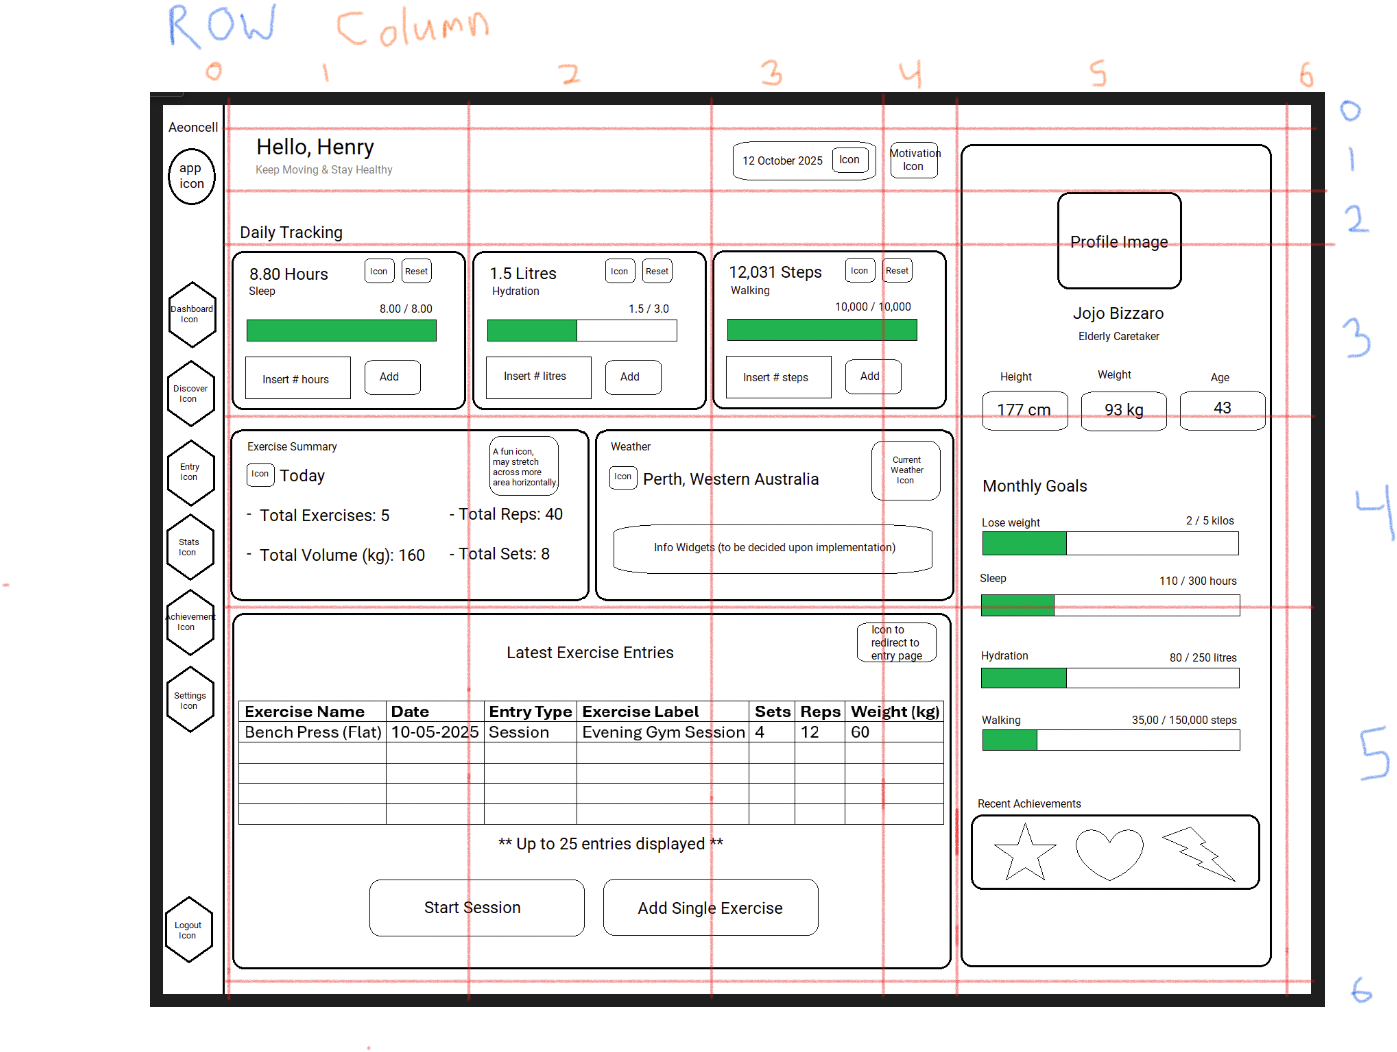 ROW Column
0 1 2 3 4 5 6
0
1
2
3
4
5
6
Aeoncell
app
icon
Dashboard
Icon
Discover
Icon
Entry
Icon
Stats
Icon
Achievement
Icon
Settings
Icon
Logout
Icon
Hello, Henry
Keep Moving & Stay Healthy
12 October 2025 Icon
Motivation
Icon
Daily Tracking
8.80 Hours Icon Reset
Sleep
8.00 / 8.00
Insert # hours Add
1.5 Litres Icon Reset
Hydration
1.5 / 3.0
Insert # litres Add
12,031 Steps Icon Reset
Walking
10,000 / 10,000
Insert # steps Add
Exercise Summary
Icon Today
A fun icon,
may stretch
across more
area horizontally.
- Total Exercises: 5 - Total Reps: 40
- Total Volume (kg): 160 - Total Sets: 8
Weather
Icon Perth, Western Australia
Current
Weather
Icon
Info Widgets (to be decided upon implementation)
Latest Exercise Entries
Icon to
redirect to
entry page
Exercise Name Date Entry Type Exercise Label Sets Reps Weight (kg)
Bench Press (Flat) 10-05-2025 Session Evening Gym Session 4 12 60
** Up to 25 entries displayed **
Start Session Add Single Exercise
Profile Image
Jojo Bizzaro
Elderly Caretaker
Height Weight Age
177 cm 93 kg 43
Monthly Goals
Lose weight 2 / 5 kilos
Sleep 110 / 300 hours
Hydration 80 / 250 litres
Walking 35,00 / 150,000 steps
Recent Achievements